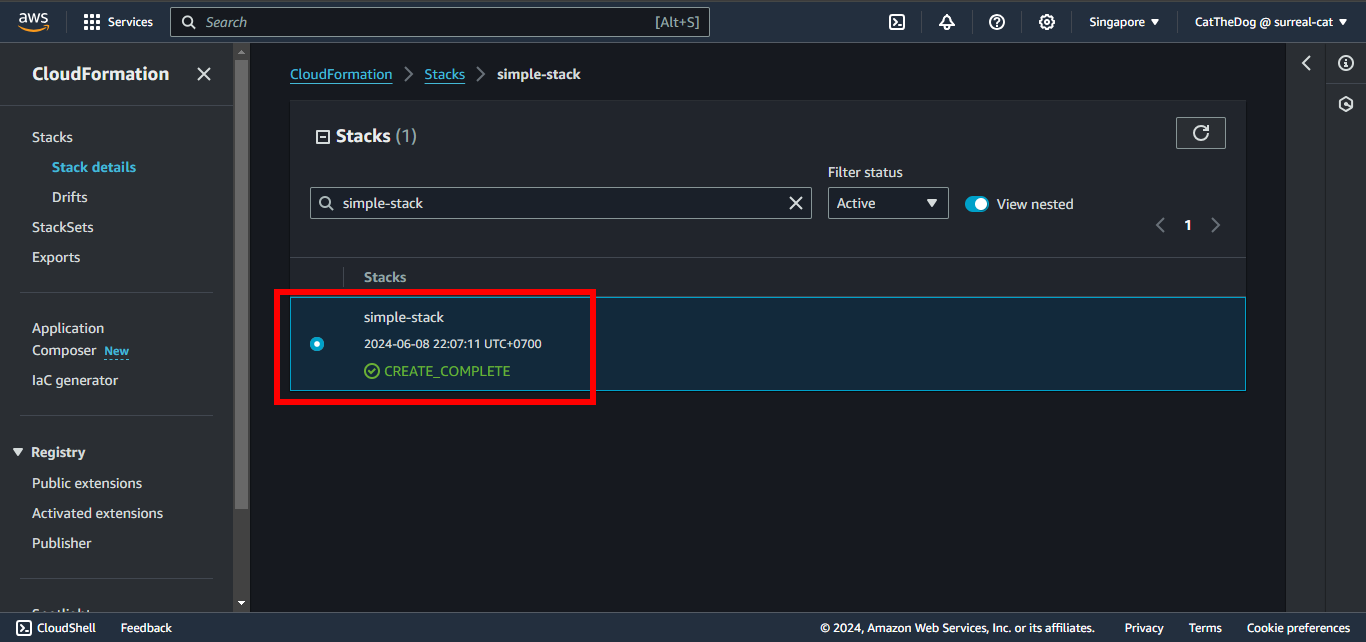 aws
Services
Search [Alt+S]
Singapore
CatTheDog @ surreal-cat
CloudFormation
Stacks
Stack details
Drifts
StackSets
Exports
Application
Composer New
IaC generator
Registry
Public extensions
Activated extensions
Publisher
Spotlight
CloudFormation
Stacks
simple-stack
Stacks (1)
Filter status
simple-stack
Active
View nested
1
Stacks
simple-stack
2024-06-08 22:07:11 UTC+0700
CREATE_COMPLETE
CloudShell
Feedback
© 2024, Amazon Web Services, Inc. or its affiliates.
Privacy
Terms
Cookie preferences